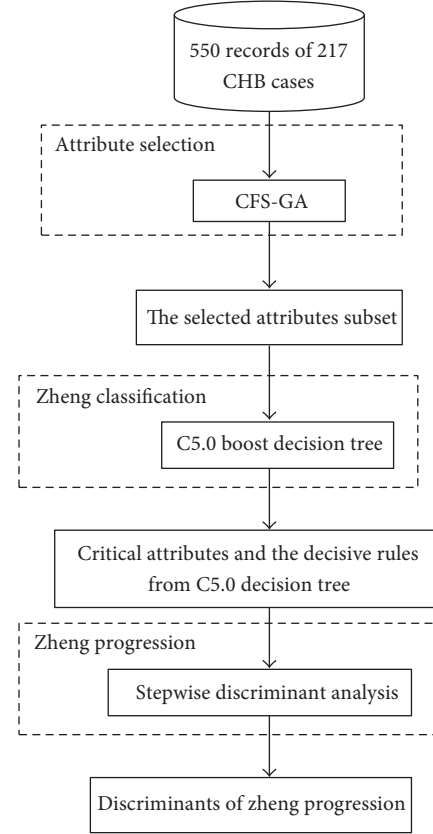 550 records of 217
CHB cases
Attribute selection
CFS-GA
The selected attributes subset
Zheng classification
C5.0 boost decision tree
Critical attributes and the decisive rules
from C5.0 decision tree
Zheng progression
Stepwise discriminant analysis
Discriminants of zheng progression